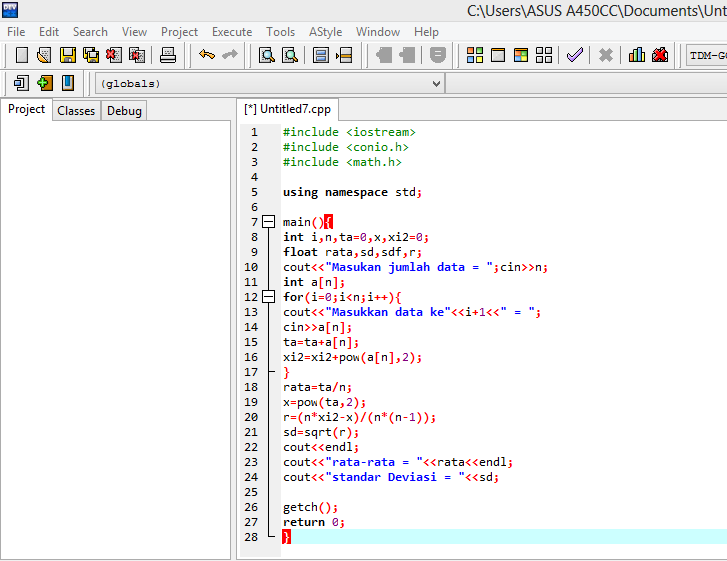 DEV
C:\Users\ASUS A450CC\Documents\Unt
File Edit Search View Project Execute Tools AStyle Window Help
TDM-G
(globals)
Project Classes Debug
[*] Untitled7.cpp
1 #include <iostream>
2 #include <conio.h>
3 #include <math.h>
4
5 using namespace std;
6
7 main(){
8 int i,n,ta=0,x,xi2=0;
9 float rata,sd,sdf,r;
10 cout<<"Masukan jumlah data = ";cin>>n;
11 int a[n];
12 for(i=0;i<n;i++){
13 cout<<"Masukkan data ke"<<i+1<<" = ";
14 cin>>a[n];
15 ta=ta+a[n];
16 xi2=xi2+pow(a[n],2);
17 }
18 rata=ta/n;
19 x=pow(ta,2);
20 r=(n*xi2-x)/(n*(n-1));
21 sd=sqrt(r);
22 cout<<endl;
23 cout<<"rata-rata = "<<rata<<endl;
24 cout<<"standar Deviasi = "<<sd;
25
26 getch();
27 return 0;
28 }